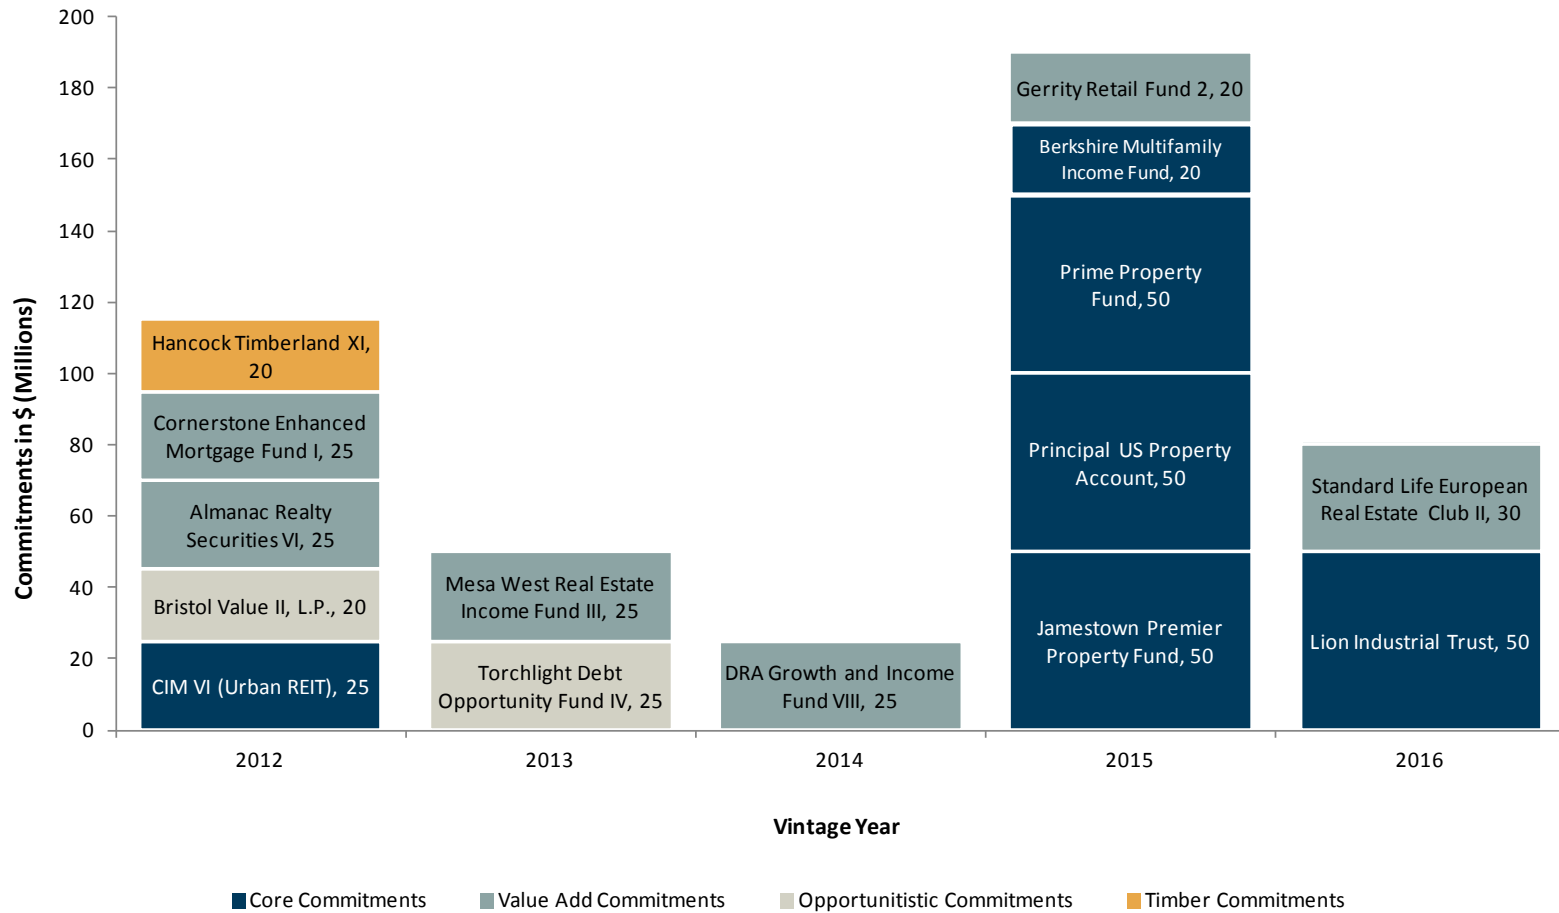 200
180
160
140
120
100
80
60
40
20
0
Commitments in $ (Millions)
Hancock Timberland XI,
20
Cornerstone Enhanced
Mortgage Fund I, 25
Almanac Realty
Securities VI, 25
Bristol Value II, L.P., 20
CIM VI (Urban REIT), 25
Mesa West Real Estate
Income Fund III, 25
Torchlight Debt
Opportunity Fund IV, 25
DRA Growth and Income
Fund VIII, 25
Gerrity Retail Fund 2, 20
Berkshire Multifamily
Income Fund, 20
Prime Property
Fund, 50
Principal US Property
Account, 50
Jamestown Premier
Property Fund, 50
Standard Life European
Real Estate Club II, 30
Lion Industrial Trust, 50
2012
2013
2014
2015
2016
Vintage Year
Core Commitments
Value Add Commitments
Opportunitistic Commitments
Timber Commitments